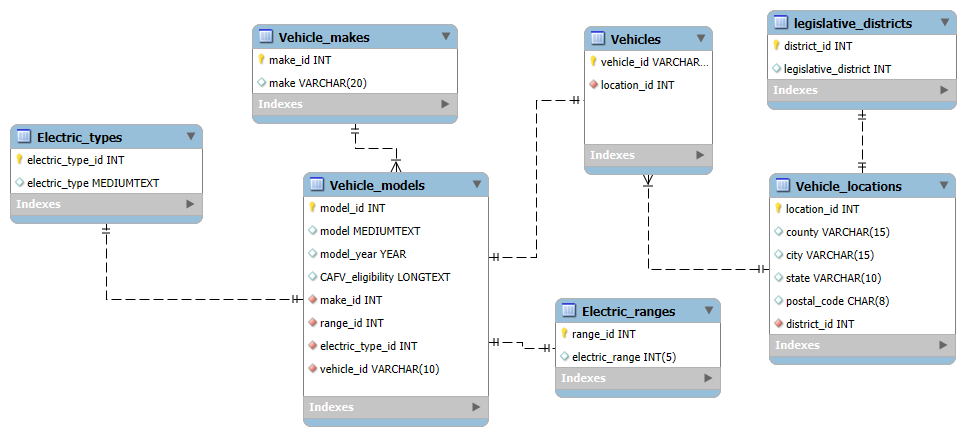 Vehicle_makes
make_id INT
make VARCHAR(20)
Indexes
Vehicles
vehicle_id VARCHAR...
location_id INT
Indexes
legislative_districts
district_id INT
legislative_district INT
Indexes
Electric_types
electric_type_id INT
electric_type MEDIUMTEXT
Indexes
Vehicle_models
model_id INT
model MEDIUMTEXT
model_year YEAR
CAFV_eligibility LONGTEXT
make_id INT
range_id INT
electric_type_id INT
vehicle_id VARCHAR(10)
Indexes
Vehicle_locations
location_id INT
county VARCHAR(15)
city VARCHAR(15)
state VARCHAR(10)
postal_code CHAR(8)
district_id INT
Indexes
Electric_ranges
range_id INT
electric_range INT(5)
Indexes